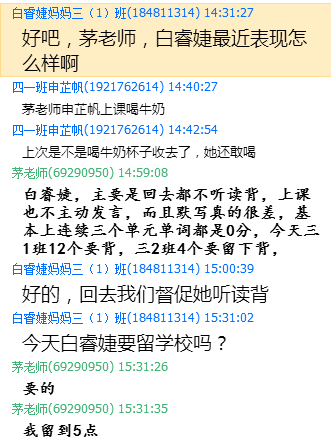 白睿婕妈妈三（1）班(184811314) 14:31:27
好吧，茅老师，白睿婕最近表现怎
么样啊
四一班申芷帆(1921762614) 14:40:27
茅老师申芷帆上课喝牛奶
四一班申芷帆(1921762614) 14:42:54
上次是不是喝牛奶杯子收去了，她还敢喝
茅老师(69290950) 14:59:08
白睿婕，主要是回去都不听读背，上课
也不主动发言，而且默写真的很差，基
本上连续三个单元单词都是0分，今天三
1班12个要背，三2班4个要留下背，
白睿婕妈妈三（1）班(184811314) 15:00:39
好的，回去我们督促她听读背
白睿婕妈妈三（1）班(184811314) 15:31:02
今天白睿婕要留学校吗？
茅老师(69290950) 15:31:26
要的
茅老师(69290950) 15:31:35
我留到5点